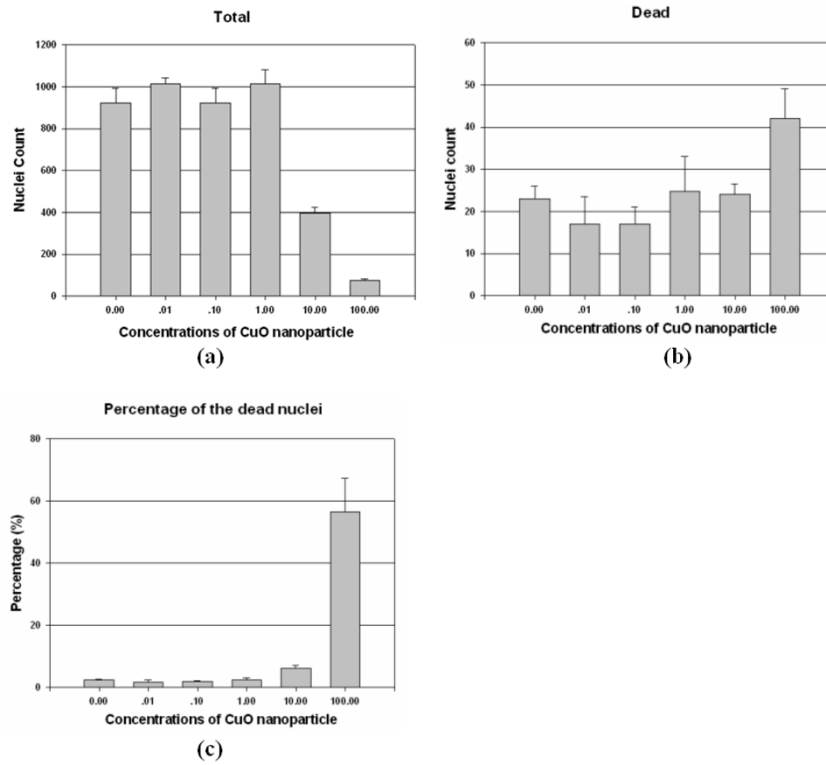 Total
1200
1000
800
600
400
200
0
Nuclei Count
0.00 .01 .10 1.00 10.00 100.00
Concentrations of CuO nanoparticle
(a)
Dead
60
50
40
30
20
10
0
Nuclei count
0.00 .01 .10 1.00 10.00 100.00
Concentrations of CuO nanoparticle
(b)
Percentage of the dead nuclei
80
60
40
20
0
Percentage (%)
0.00 .01 .10 1.00 10.00 100.00
Concentrations of CuO nanoparticle
(c)